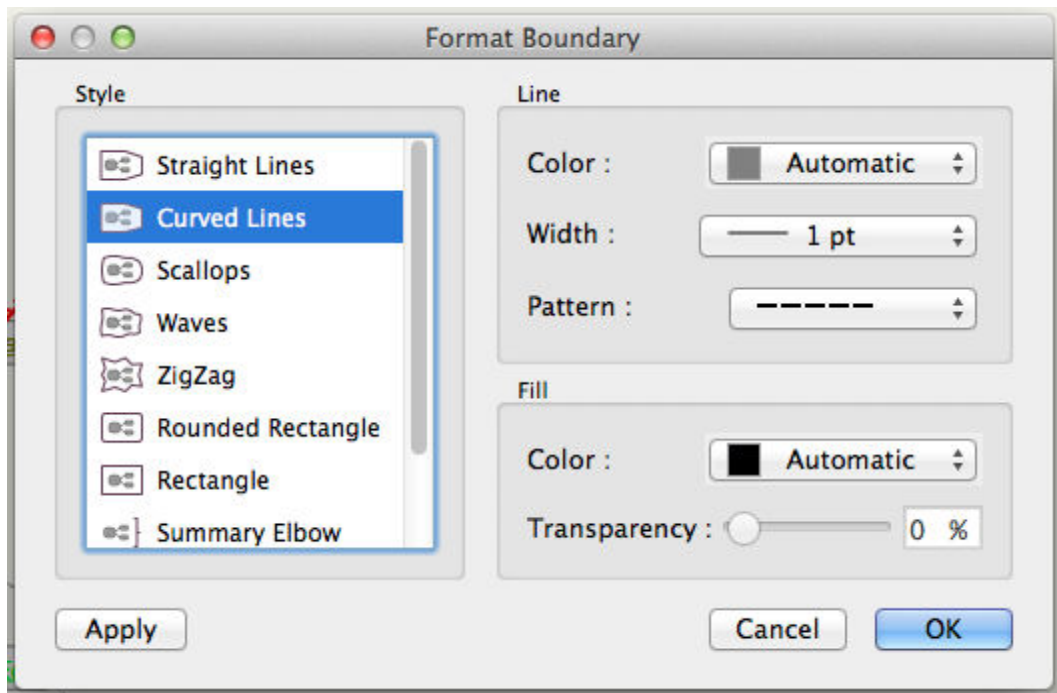 Format Boundary
Style
Straight Lines
Curved Lines
Scallops
Waves
ZigZag
Rounded Rectangle
Rectangle
Summary Elbow
Apply
Line
Color :
Automatic
Width :
1 pt
Pattern :
Fill
Color :
Automatic
Transparency :
0 %
Cancel
OK